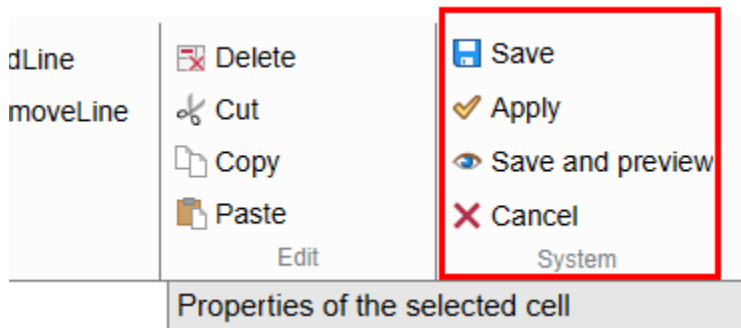 dLine
moveLine
Delete
Cut
Copy
Paste
Edit
Save
Apply
Save and preview
Cancel
System
Properties of the selected cell